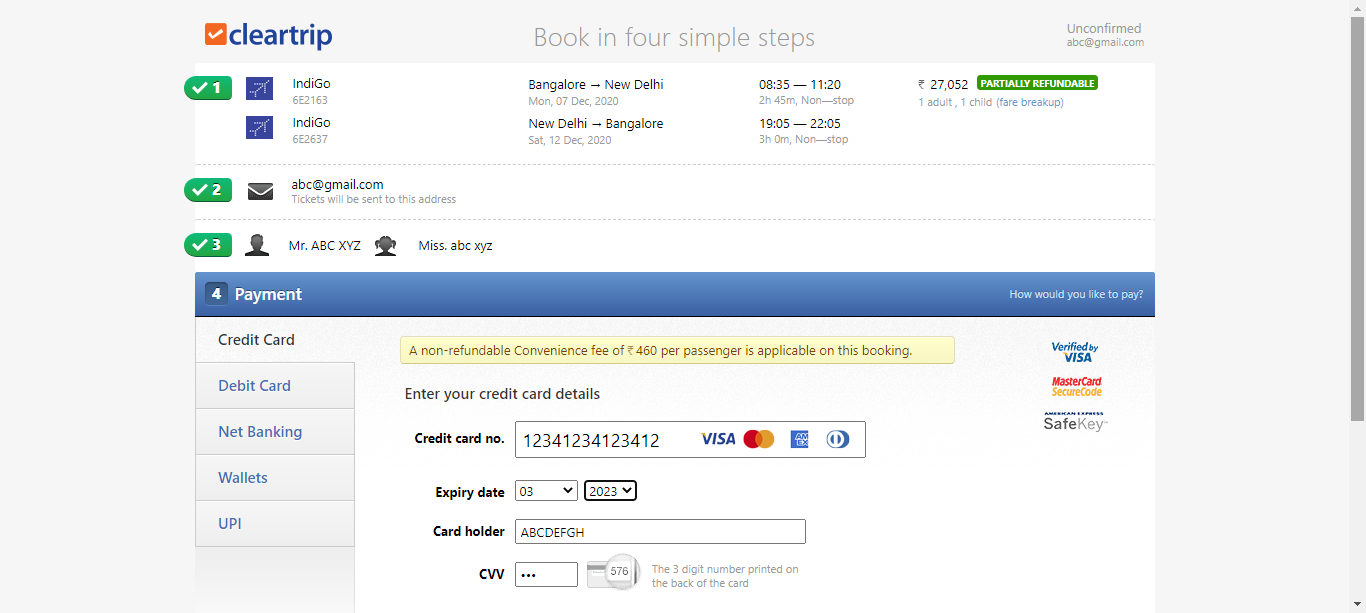 cleartrip
Book in four simple steps
Unconfirmed
abc@gmail.com
1
IndiGo
6E2163
Bangalore → New Delhi
Mon, 07 Dec, 2020
08:35 — 11:20
2h 45m, Non—stop
₹ 27,052 PARTIALLY REFUNDABLE
1 adult , 1 child (fare breakup)
IndiGo
6E2637
New Delhi → Bangalore
Sat, 12 Dec, 2020
19:05 — 22:05
3h 0m, Non—stop
2
abc@gmail.com
Tickets will be sent to this address
3
Mr. ABC XYZ
Miss. abc xyz
4 Payment
How would you like to pay?
Credit Card
Debit Card
Net Banking
Wallets
UPI
A non-refundable Convenience fee of ₹ 460 per passenger is applicable on this booking.
Verified by
VISA
MasterCard
SecureCode
AMERICAN EXPRESS
SafeKey
Enter your credit card details
Credit card no. 12341234123412 VISA AM EX
Expiry date 03 2023
Card holder ABCDEFGH
CVV ••• 576
The 3 digit number printed on
the back of the card